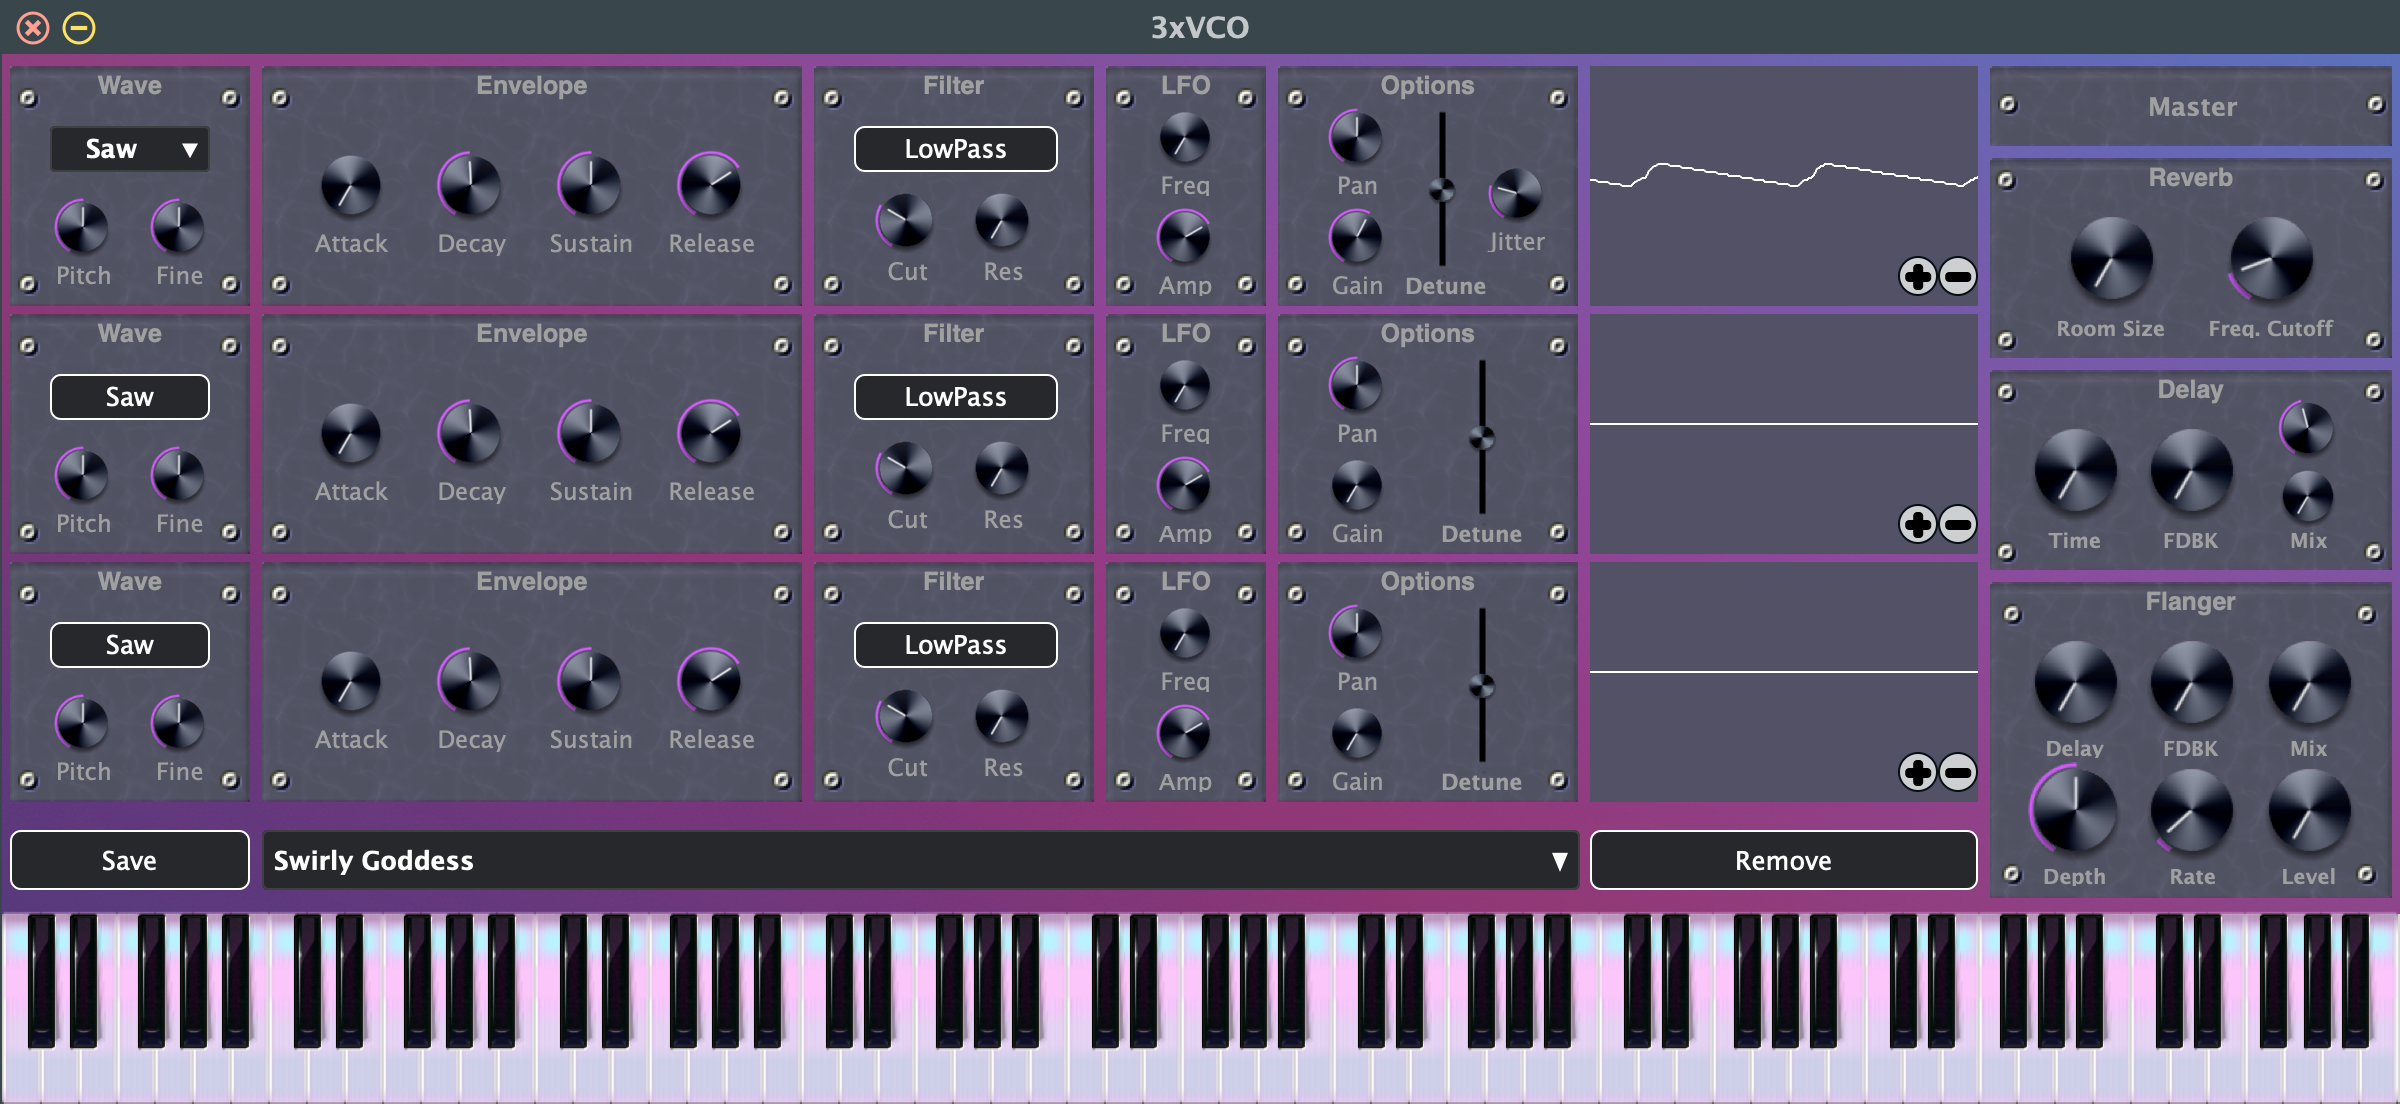 3xVCO
Wave
Saw ▼
Pitch Fine
Envelope
Attack Decay Sustain Release
Filter
LowPass
Cut Res
LFO
Freq
Amp
Options
Pan
Gain
Detune
Jitter
Wave
Saw
Pitch Fine
Envelope
Attack Decay Sustain Release
Filter
LowPass
Cut Res
LFO
Freq
Amp
Options
Pan
Gain
Detune
Wave
Saw
Pitch Fine
Envelope
Attack Decay Sustain Release
Filter
LowPass
Cut Res
LFO
Freq
Amp
Options
Pan
Gain
Detune
Master
Reverb
Room Size Freq. Cutoff
Delay
Time FDBK Mix
Flanger
Delay FDBK Mix
Depth Rate Level
Save
Swirly Goddess ▼
Remove